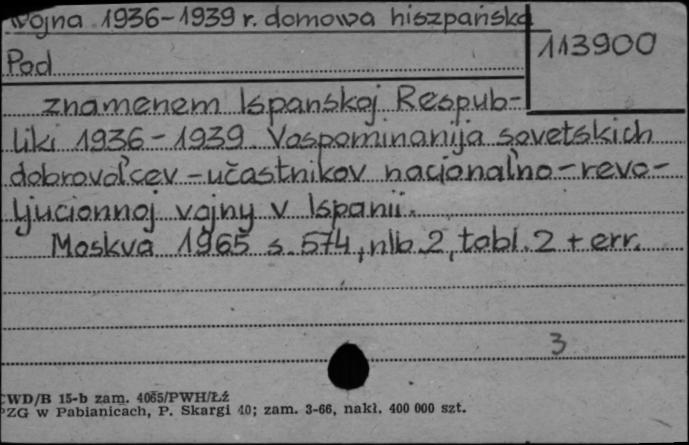 Wojna 1936-1939 r. domowa hiszpańska
113900
Pod
znamenem Ispanskoj Respub-
liki 1936-1939. Vospominanija sovetskich
dobrovol'cev-učastnikov nacional'no-revo-
ljucionnoj vojny v Ispanii.
Moskva 1965 s. 574, nlb. 2, tabl. 2 + err.
3
CWD/B 15-b zam. 4065/PWH/ŁŹ
PZG w Pabianicach, P. Skargi 40; zam. 3-66, nakł. 400 000 szt.